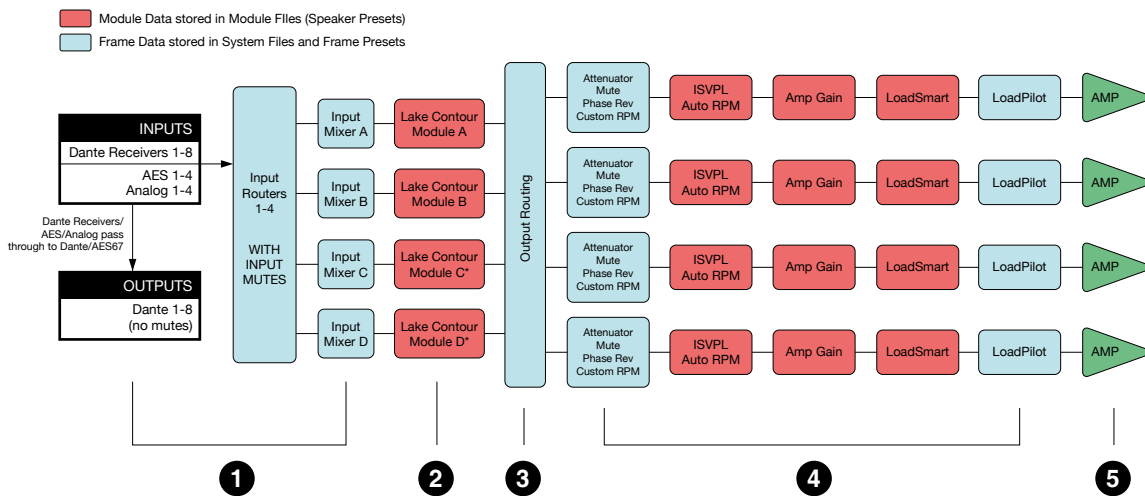 Module Data stored in Module FIles (Speaker Presets)
Frame Data stored in System Files and Frame Presets
INPUTS
Dante Receivers 1-8
AES 1-4
Analog 1-4
Dante Receivers/
AES/Analog pass
through to Dante/AES67
OUTPUTS
Dante 1-8
(no mutes)
Input
Routers
1-4
WITH
INPUT
MUTES
Input
Mixer A
Lake Contour
Module A
Input
Mixer B
Lake Contour
Module B
Input
Mixer C
Lake Contour
Module C*
Input
Mixer D
Lake Contour
Module D*
Output Routing
Attenuator
Mute
Phase Rev
Custom RPM
ISVPL
Auto RPM
Amp Gain
LoadSmart
LoadPilot
AMP
Attenuator
Mute
Phase Rev
Custom RPM
ISVPL
Auto RPM
Amp Gain
LoadSmart
LoadPilot
AMP
Attenuator
Mute
Phase Rev
Custom RPM
ISVPL
Auto RPM
Amp Gain
LoadSmart
LoadPilot
AMP
Attenuator
Mute
Phase Rev
Custom RPM
ISVPL
Auto RPM
Amp Gain
LoadSmart
LoadPilot
AMP
1
2
3
4
5